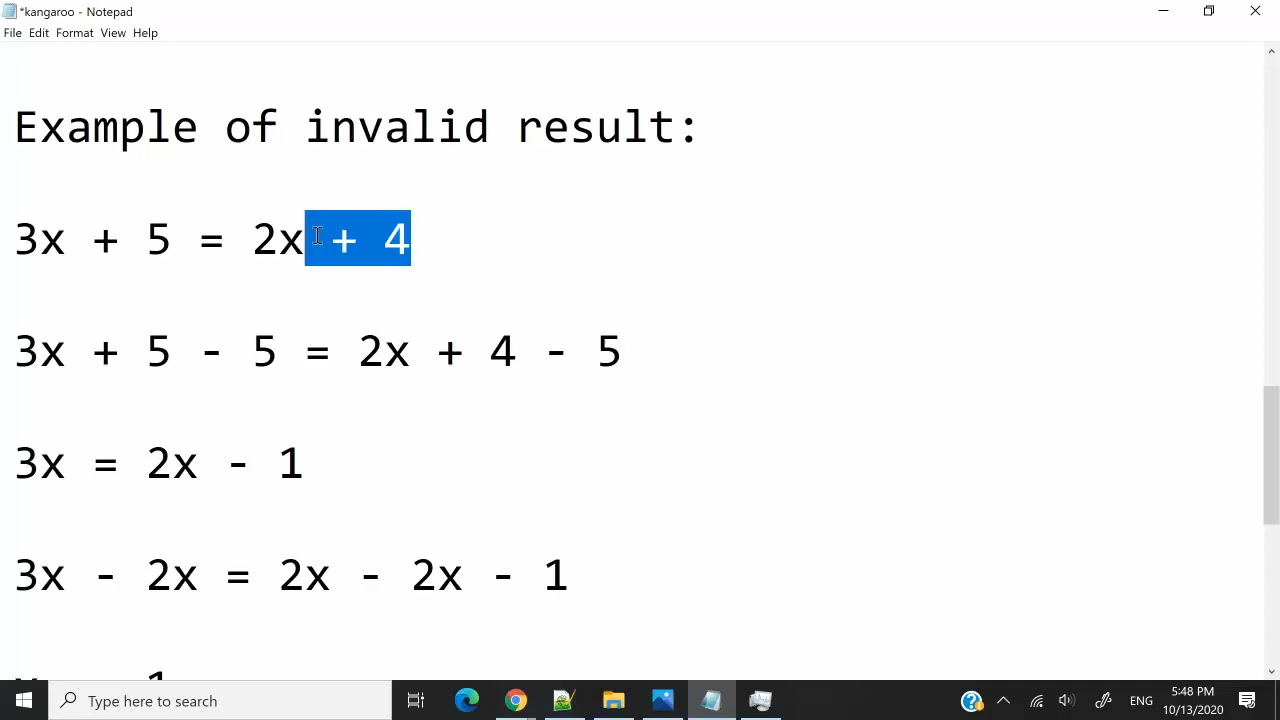 *kangaroo - Notepad
File Edit Format View Help
Example of invalid result:
3x + 5 = 2x + 4
3x + 5 - 5 = 2x + 4 - 5
3x = 2x - 1
3x - 2x = 2x - 2x - 1
Type here to search
ENG
5:48 PM
10/13/2020